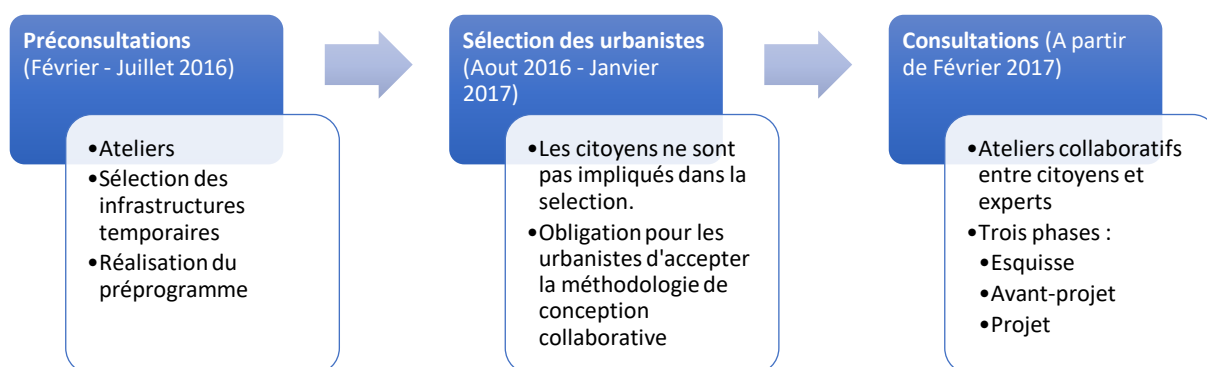 Préconsultations
(Février - Juillet 2016)
•Ateliers
•Sélection des
infrastructures
temporaires
•Réalisation du
préprogramme
Sélection des urbanistes
(Aout 2016 - Janvier
2017)
•Les citoyens ne sont
pas impliqués dans la
selection.
•Obligation pour les
urbanistes d'accepter
la méthodologie de
conception
collaborative
Consultations (A partir
de Février 2017)
•Ateliers collaboratifs
entre citoyens et
experts
•Trois phases :
•Esquisse
•Avant-projet
•Projet